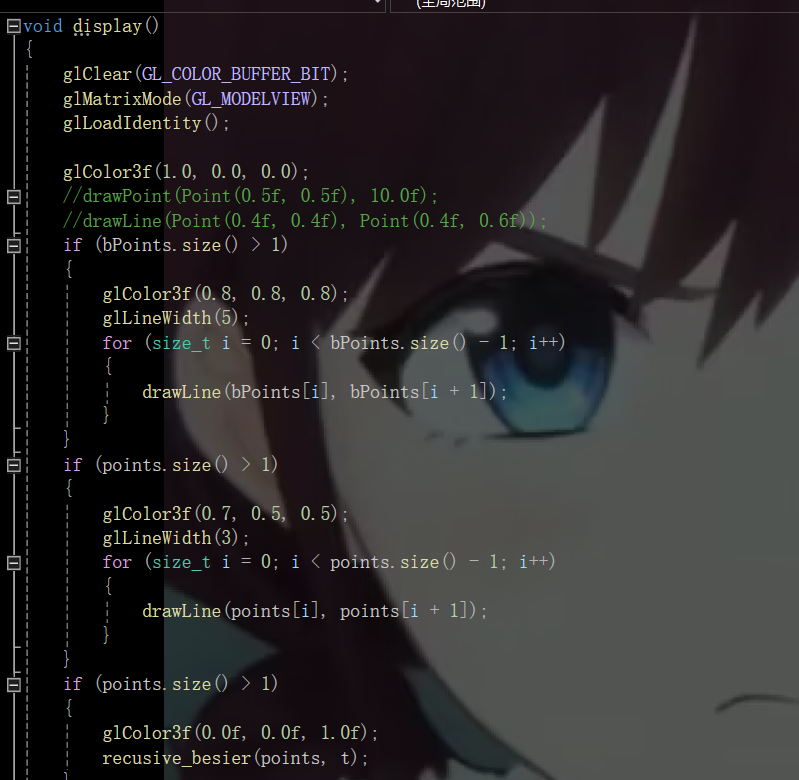 (全局范围)
void display()
{
glClear(GL_COLOR_BUFFER_BIT);
glMatrixMode(GL_MODELVIEW);
glLoadIdentity();
glColor3f(1.0, 0.0, 0.0);
//drawPoint(Point(0.5f, 0.5f), 10.0f);
//drawLine(Point(0.4f, 0.4f), Point(0.4f, 0.6f));
if (bPoints.size() > 1)
{
glColor3f(0.8, 0.8, 0.8);
glLineWidth(5);
for (size_t i = 0; i < bPoints.size() - 1; i++)
{
drawLine(bPoints[i], bPoints[i + 1]);
}
}
if (points.size() > 1)
{
glColor3f(0.7, 0.5, 0.5);
glLineWidth(3);
for (size_t i = 0; i < points.size() - 1; i++)
{
drawLine(points[i], points[i + 1]);
}
}
if (points.size() > 1)
{
glColor3f(0.0f, 0.0f, 1.0f);
recusive_besier(points, t);
}